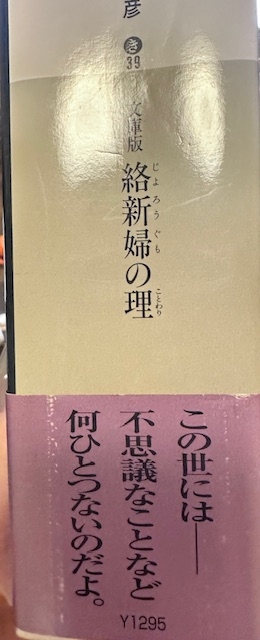 彦
き
39
文庫版
じょろうぐも
絡新婦の理
ことわり
この世には――
不思議なことなど
何ひとつないのだよ。
Y1295